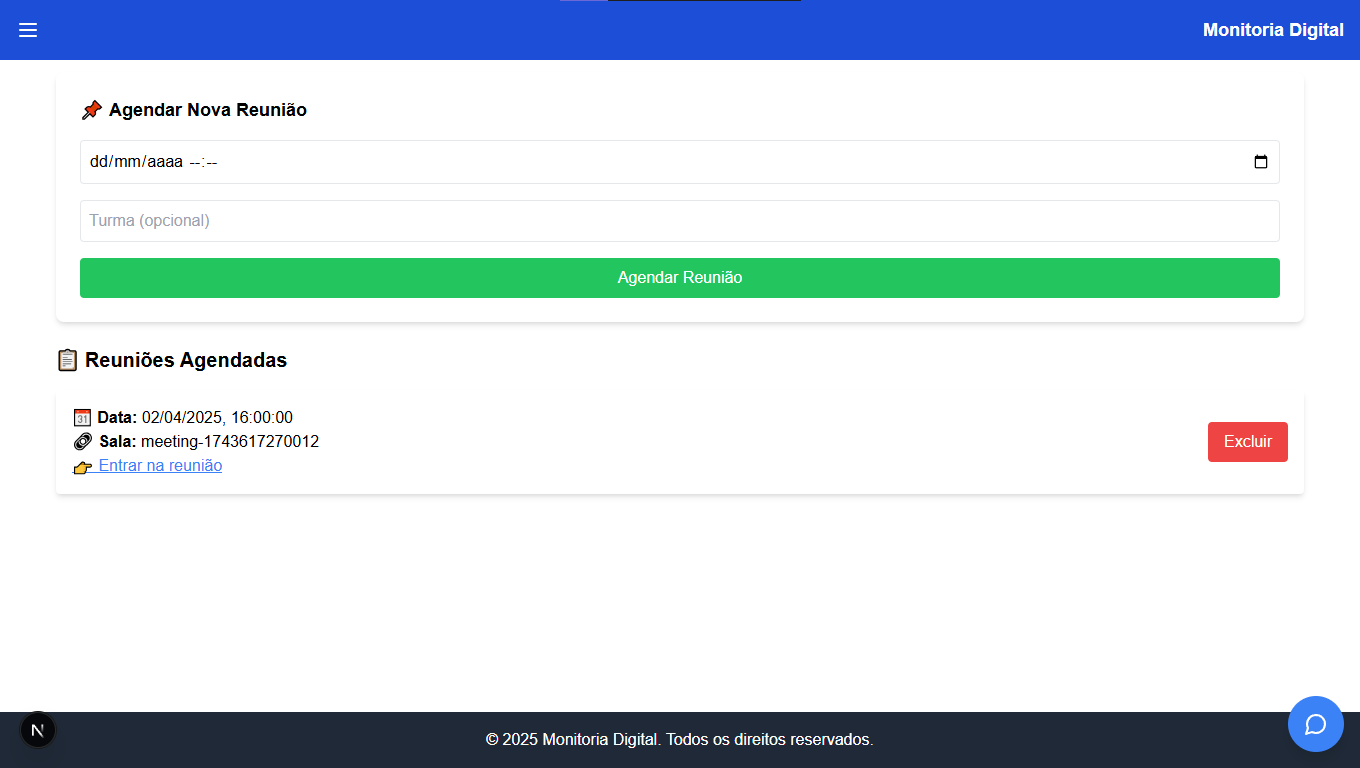 Monitoria Digital
Agendar Nova Reunião
dd/mm/aaaa --:--
Turma (opcional)
Agendar Reunião
Reuniões Agendadas
31 Data: 02/04/2025, 16:00:00
Sala: meeting-1743617270012
Entrar na reunião
Excluir
N
© 2025 Monitoria Digital. Todos os direitos reservados.